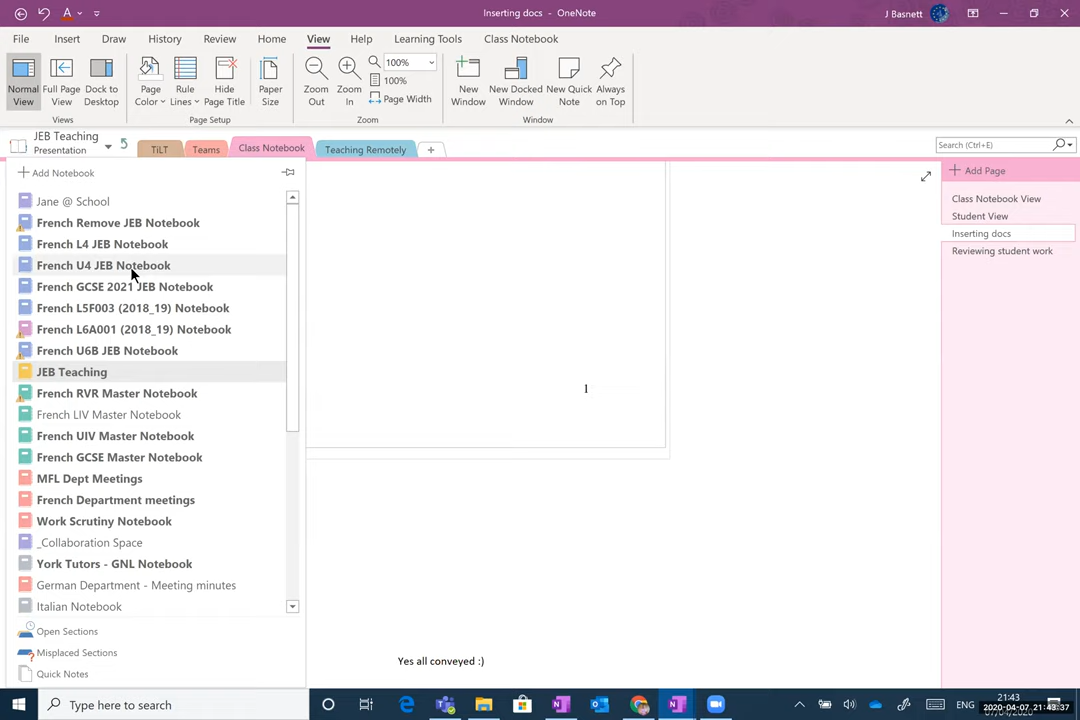 Inserting docs - OneNote
J Basnett
File Insert Draw History Review Home View Help Learning Tools Class Notebook
Normal View
Full Page View
Dock to Desktop
Page Color
Rule Lines
Hide Page Title
Paper Size
Zoom Out
Zoom In
100%
100%
Page Width
New Window
New Docked Window
New Quick Note
Always on Top
Views
Page Setup
Zoom
Window
JEB Teaching
Presentation
TiLT
Teams
Class Notebook
Teaching Remotely
+
Search (Ctrl+E)
Add Notebook
Jane @ School
French Remove JEB Notebook
French L4 JEB Notebook
French U4 JEB Notebook
French GCSE 2021 JEB Notebook
French L5F003 (2018_19) Notebook
French L6A001 (2018_19) Notebook
French U6B JEB Notebook
JEB Teaching
French RVR Master Notebook
French LIV Master Notebook
French UIV Master Notebook
French GCSE Master Notebook
MFL Dept Meetings
French Department meetings
Work Scrutiny Notebook
_Collaboration Space
York Tutors - GNL Notebook
German Department - Meeting minutes
Italian Notebook
Open Sections
Misplaced Sections
Quick Notes
1
Yes all conveyed :)
Add Page
Class Notebook View
Student View
Inserting docs
Reviewing student work
Type here to search
ENG
21:43
2020-04-07 21:43:37